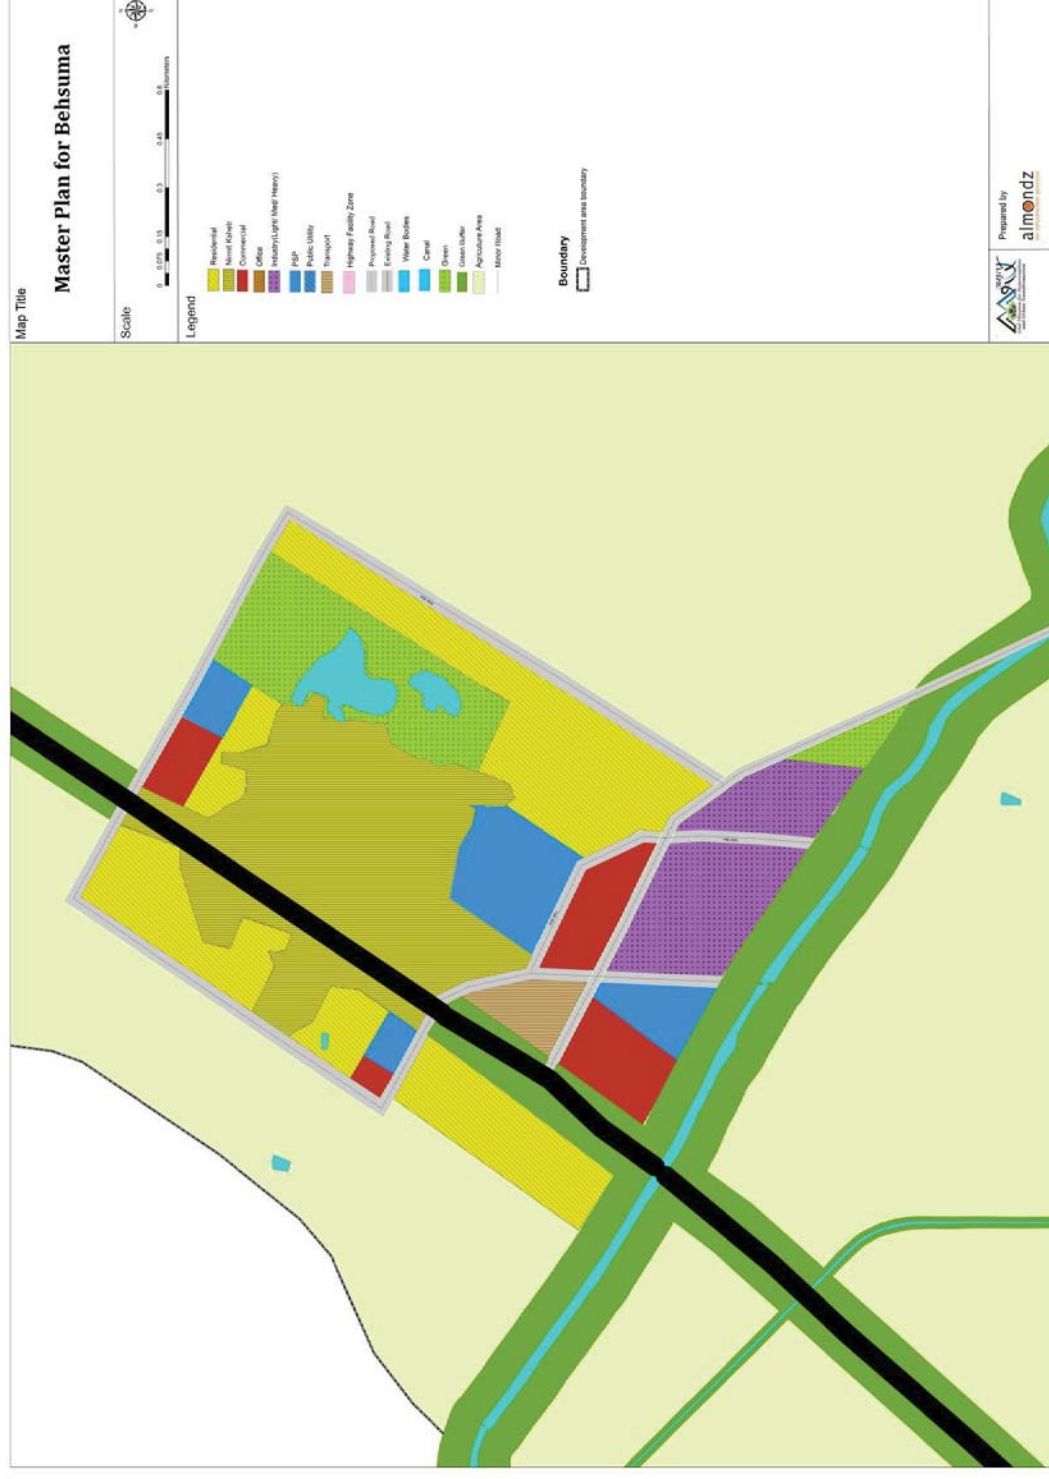 Map Title
Master Plan for Behsuma
Scale
0 0.075 0.15 0.3 0.45 0.6
Kilometers
Legend
Residential
Nirmit Kshetr
Commercial
Office
Industry(Light/ Med/ Heavy)
PSP
Public Utility
Transport
Highway Facility Zone
Proposed Road
Existing Road
Water Bodies
Canal
Green
Green Buffer
Agriculture Area
Minor Road
Boundary
Development area boundary
Prepared by
almondz